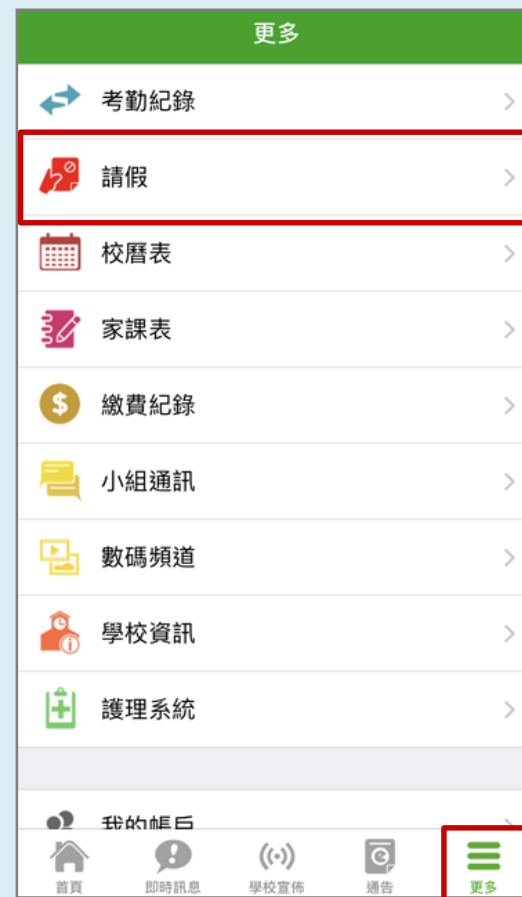 更多
考勤紀錄
請假
校曆表
家課表
繳費紀錄
小組通訊
數碼頻道
學校資訊
護理系統
我的帳戶
首頁
即時訊息
學校宣佈
通告
更多